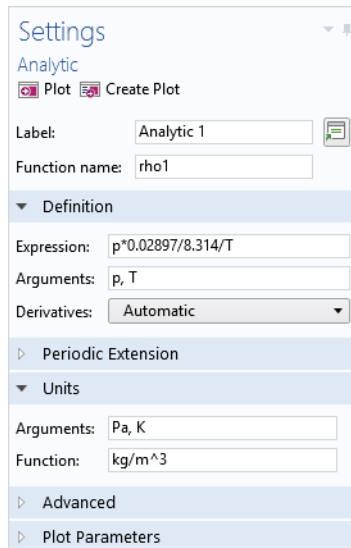 Settings
Analytic
Plot Create Plot
Label: Analytic 1
Function name: rho1
Definition
Expression: p*0.02897/8.314/T
Arguments: p, T
Derivatives: Automatic
Periodic Extension
Units
Arguments: Pa, K
Function: kg/m^3
Advanced
Plot Parameters